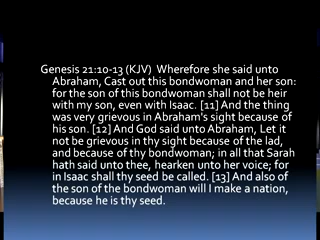 Genesis 21:10-13 (KJV)  Wherefore she said unto
Abraham, Cast out this bondwoman and her son:
for the son of this bondwoman shall not be heir
with my son, even with Isaac. [11] And the thing
was very grievous in Abraham's sight because of
his son. [12] And God said unto Abraham, Let it
not be grievous in thy sight because of the lad,
and because of thy bondwoman; in all that Sarah
hath said unto thee, hearken unto her voice; for
in Isaac shall thy seed be called. [13] And also of
the son of the bondwoman will I make a nation,
because he is thy seed.